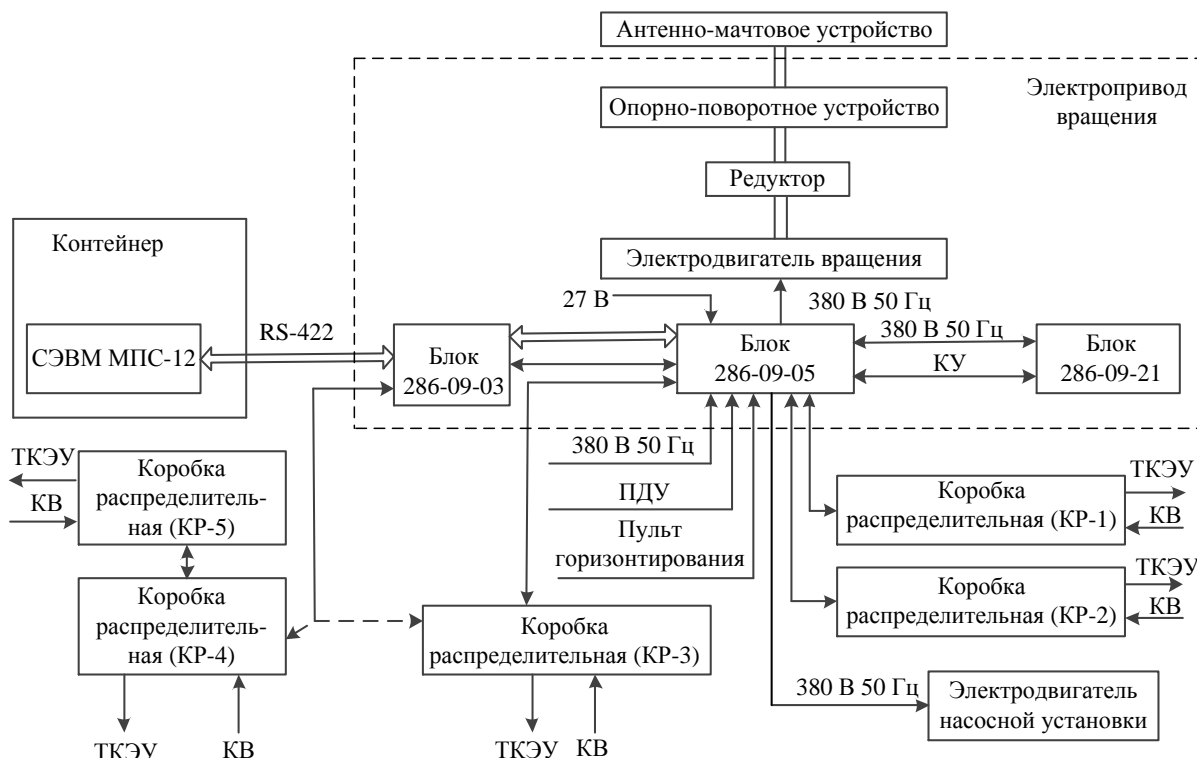 Антенно-мачтовое устройство
Электропривод
вращения
Опорно-поворотное устройство
Редуктор
Контейнер
Электродвигатель вращения
27 В
380 В 50 Гц
RS-422
380 В 50 Гц
СЭВМ МПС-12
Блок
286-09-03
Блок
286-09-05
КУ
Блок
286-09-21
380 В 50 Гц
ТКЭУ
КВ
Коробка
распределитель-
ная (КР-5)
ПДУ
Коробка
распределительная (КР-1)
ТКЭУ
КВ
Пульт
горизонтирования
Коробка
распределитель-
ная (КР-4)
Коробка
распределительная (КР-2)
ТКЭУ
КВ
Коробка
распределительная (КР-3)
380 В 50 Гц
Электродвигатель
насосной установки
ТКЭУ
КВ
ТКЭУ
КВ